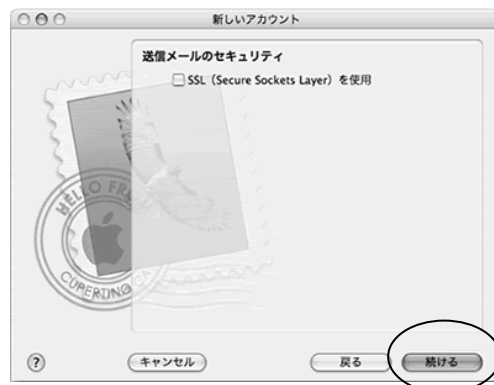 新しいアカウント
送信メールのセキュリティ
SSL（Secure Sockets Layer）を使用
HELLO FR
CUPERTINO CA
?
キャンセル
戻る
続ける